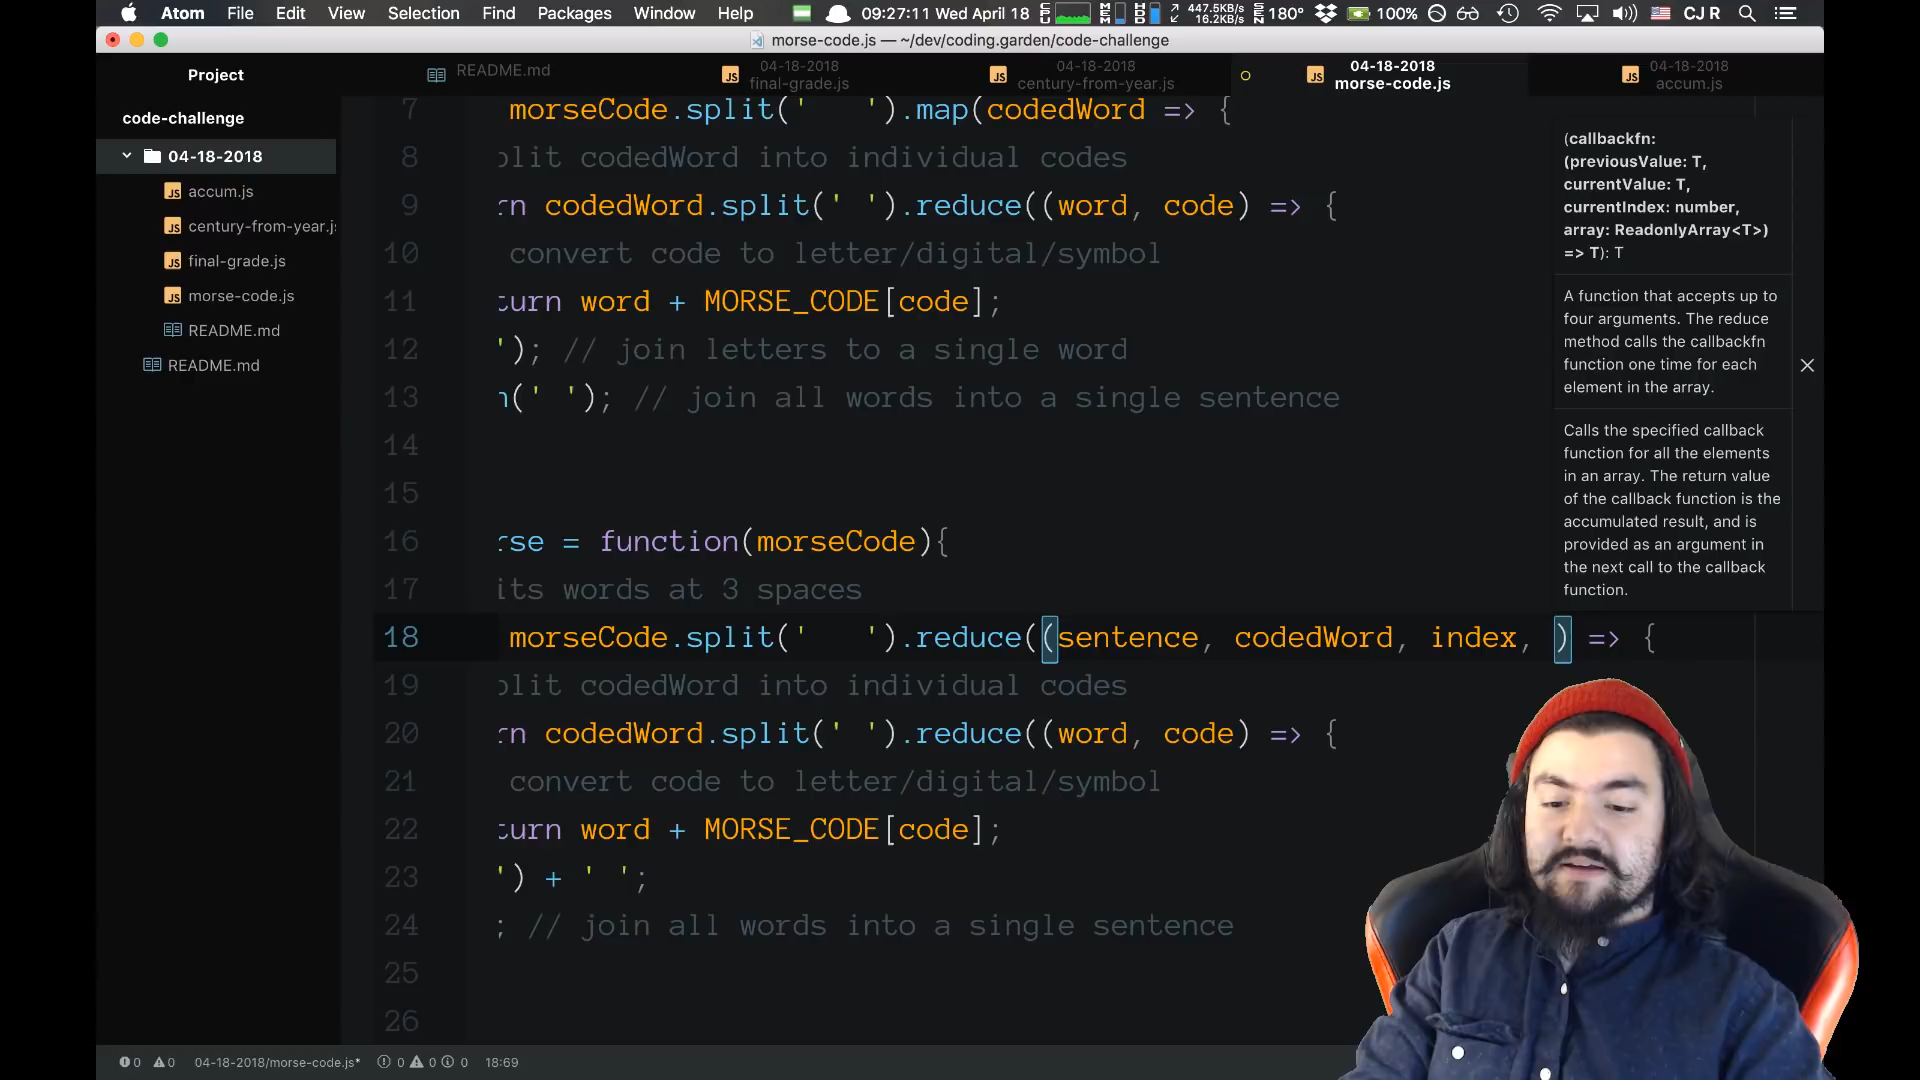 Atom File Edit View Selection Find Packages Window Help 09:27:11 Wed April 18 447.5KB/s 16.2KB/s 180° 100% CJ R
morse-code.js — ~/dev/coding.garden/code-challenge
Project
README.md
04-18-2018
final-grade.js
04-18-2018
century-from-year.js
04-18-2018
morse-code.js
04-18-2018
accum.js
code-challenge
04-18-2018
accum.js
century-from-year.js
final-grade.js
morse-code.js
README.md
README.md
7 morseCode.split('   ').map(codedWord => {
8 plit codedWord into individual codes
9 rn codedWord.split(' ').reduce((word, code) => {
10 convert code to letter/digital/symbol
11 turn word + MORSE_CODE[code];
12 '); // join letters to a single word
13 n(' '); // join all words into a single sentence
14
15
16 rse = function(morseCode){
17 its words at 3 spaces
18 morseCode.split('   ').reduce((sentence, codedWord, index, ) => {
19 plit codedWord into individual codes
20 rn codedWord.split(' ').reduce((word, code) => {
21 convert code to letter/digital/symbol
22 turn word + MORSE_CODE[code];
23 ') + ' ';
24 ; // join all words into a single sentence
25
26
(callbackfn:
(previousValue: T,
currentValue: T,
currentIndex: number,
array: ReadonlyArray<T>)
=> T): T
A function that accepts up to
four arguments. The reduce
method calls the callbackfn
function one time for each
element in the array.
Calls the specified callback
function for all the elements
in an array. The return value
of the callback function is the
accumulated result, and is
provided as an argument in
the next call to the callback
function.
0 0 04-18-2018/morse-code.js* 0 0 0 18:69